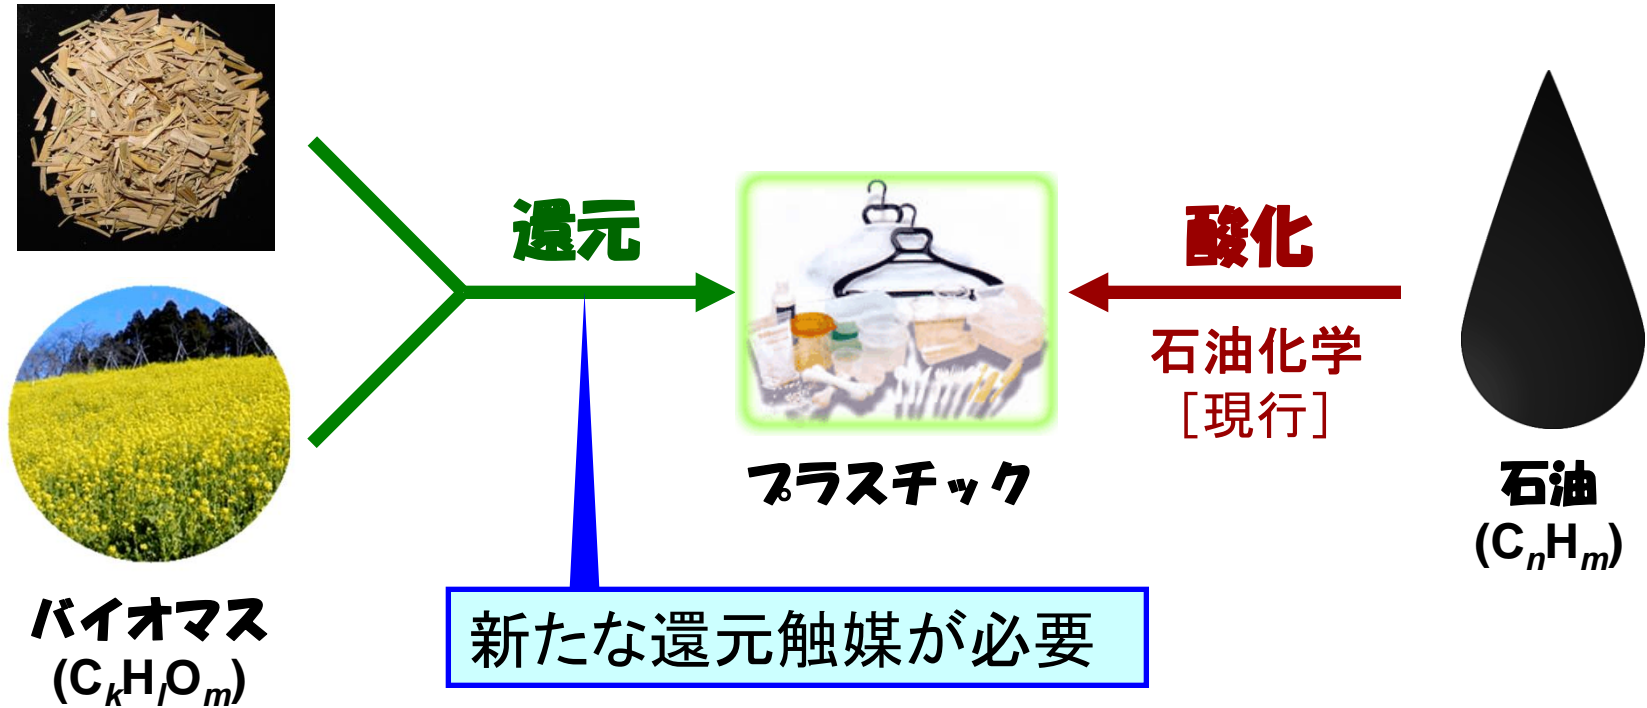 還元
酸化
石油化学
［現行］
プラスチック
石油
(CnHm)
バイオマス
(CkHlOm)
新たな還元触媒が必要